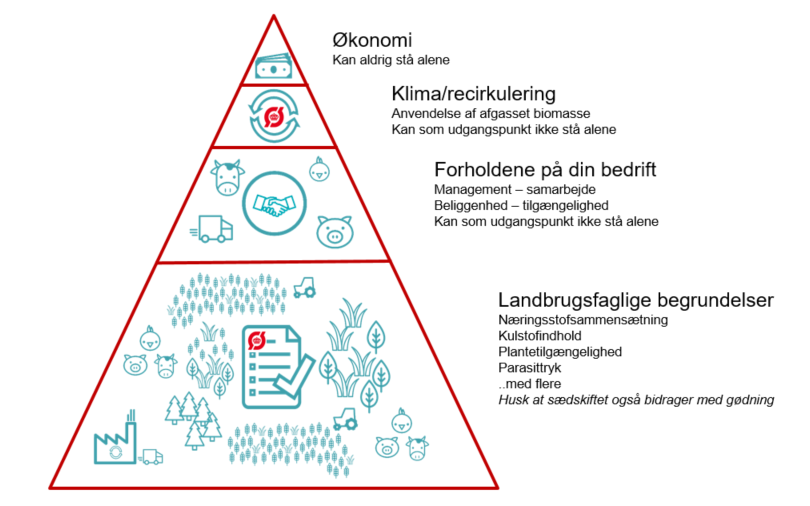 Økonomi
Kan aldrig stå alene
Klima/recirkulering
Anvendelse af afgasset biomasse
Kan som udgangspunkt ikke stå alene
Forholdene på din bedrift
Management – samarbejde
Beliggenhed – tilgængelighed
Kan som udgangspunkt ikke stå alene
Landbrugsfaglige begrundelser
Næringsstofsammensætning
Kulstofindhold
Plantetilgængelighed
Parasittryk
..med flere
Husk at sædskiftet også bidrager med gødning